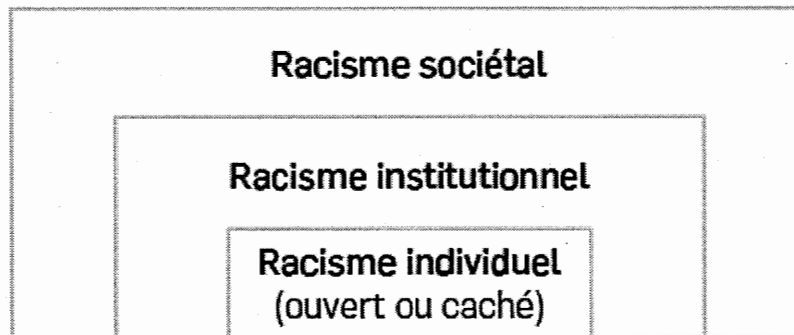 Racisme sociétal
Racisme institutionnel
Racisme individuel
(ouvert ou caché)